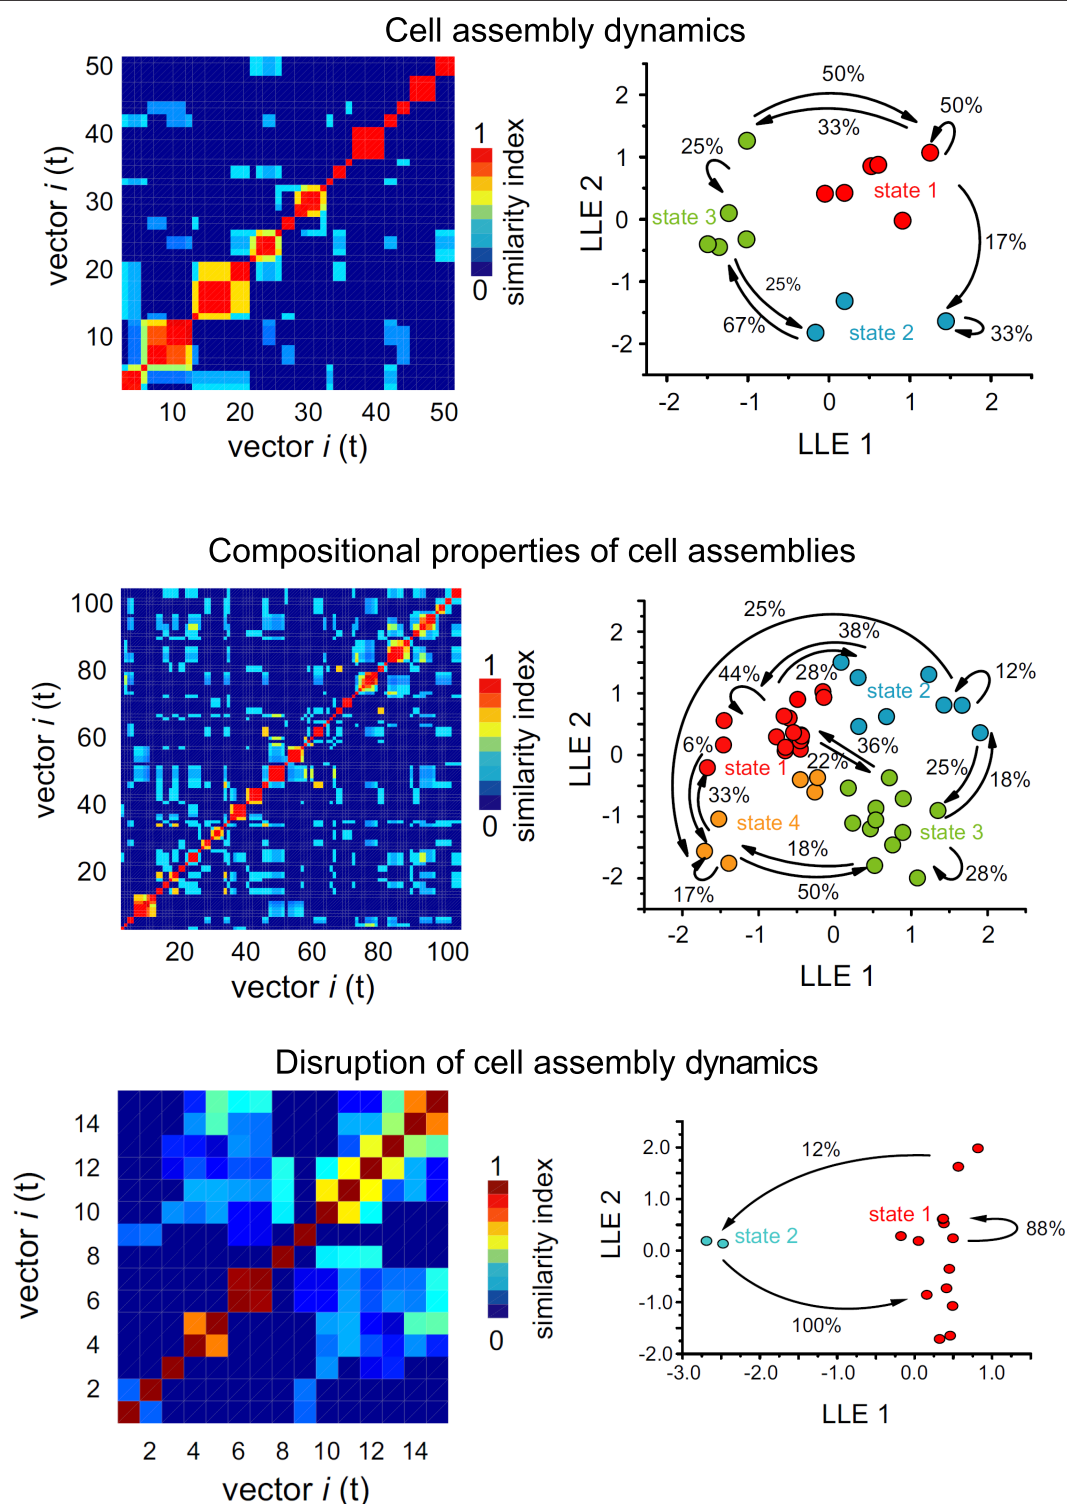 Cell assembly dynamics
50
40
30
20
10
10 20 30 40 50
vector i (t)
vector i (t)
1
0
similarity index
2
1
0
-1
-2
-2 -1 0 1 2
LLE 2
LLE 1
50%
33%
50%
25%
state 1
state 3
17%
25%
67%
state 2
33%
Compositional properties of cell assemblies
100
80
60
40
20
20 40 60 80 100
vector i (t)
vector i (t)
1
0
similarity index
2
1
0
-1
-2
-2 -1 0 1 2
LLE 2
LLE 1
25%
38%
44%
28%
state 2
12%
6%
state 1
36%
22%
25%
18%
33%
state 4
state 3
18%
28%
17%
50%
Disruption of cell assembly dynamics
14
12
10
8
6
4
2
2 4 6 8 10 12 14
vector i (t)
vector i (t)
1
0
similarity index
2.0
1.0
0.0
-1.0
-2.0
-3.0 -2.0 -1.0 0.0 1.0
LLE 2
LLE 1
12%
state 1
state 2
88%
100%